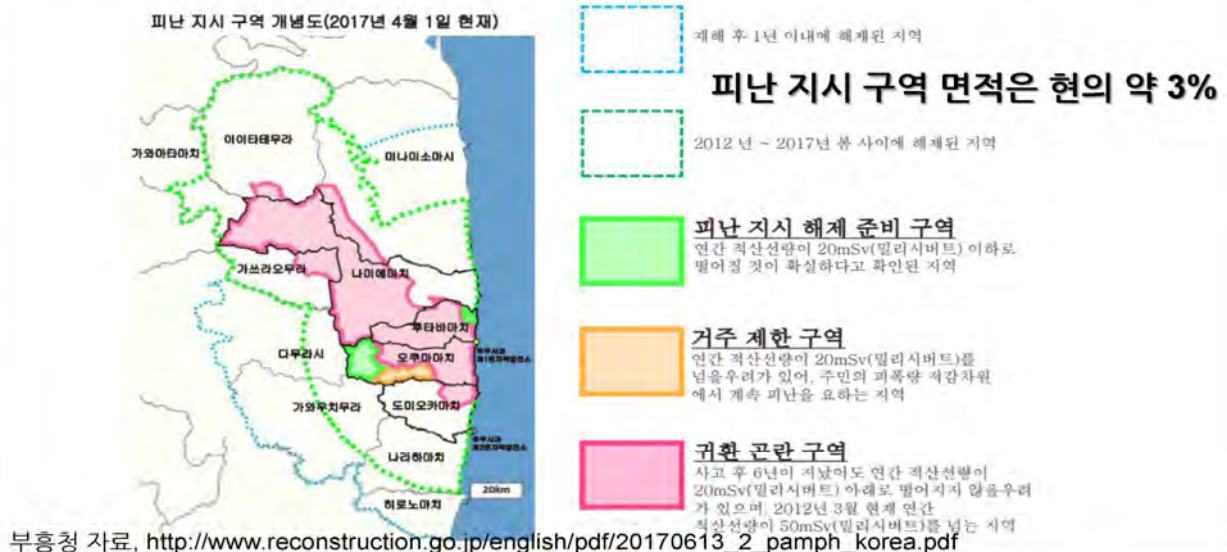 피난 지시 구역 개념도(2017년 4월 1일 현재)
이이타테무라
가와마타마치
미나미소마시
가쓰라오무라
나미에마치
후타바마치
오쿠마마치
다무라시
가와우치무라
도미오카마치
나라하마치
20km
히로노마치
재해 후 1년 이내에 해제된 지역
피난 지시 구역 면적은 현의 약 3%
2012 년 ~ 2017년 봄 사이에 해제된 지역
피난 지시 해제 준비 구역
연간 적산선량이 20mSv(밀리시버트) 이하로
떨어질 것이 확실하다고 확인된 지역
거주 제한 구역
연간 적산선량이 20mSv(밀리시버트)를
넘을우려가 있어, 주민의 피폭량 저감차원
에서 계속 피난을 요하는 지역
귀환 곤란 구역
사고 후 6년이 지났어도 연간 적산선량이
20mSv(밀리시버트) 아래로 떨어지지 않을우려
가 있으며, 2012년 3월 현재 연간
적산선량이 50mSv(밀리시버트)를 넘는 지역
부흥청 자료, http://www.reconstruction.go.jp/english/pdf/20170613_2_pamph_korea.pdf